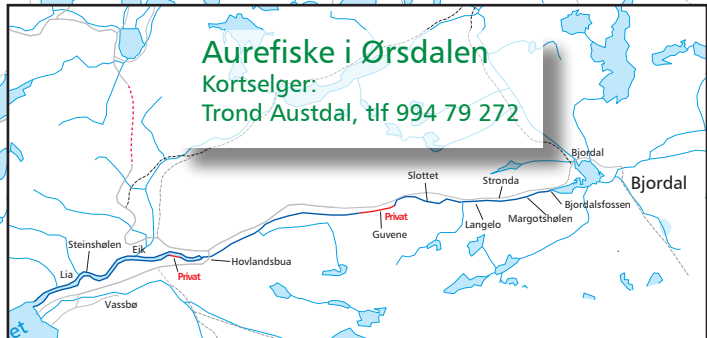 Aurefiske i Ørsdalen
Kortselger:
Trond Austdal, tlf 994 79 272
Bjordal
Slottet
Stronda
Bjordal
Bjordalsfossen
Privat
Langelo
Margotshølen
Guvene
Steinshølen
Eik
Hovlandsbua
Lia
Privat
Vassbø
et